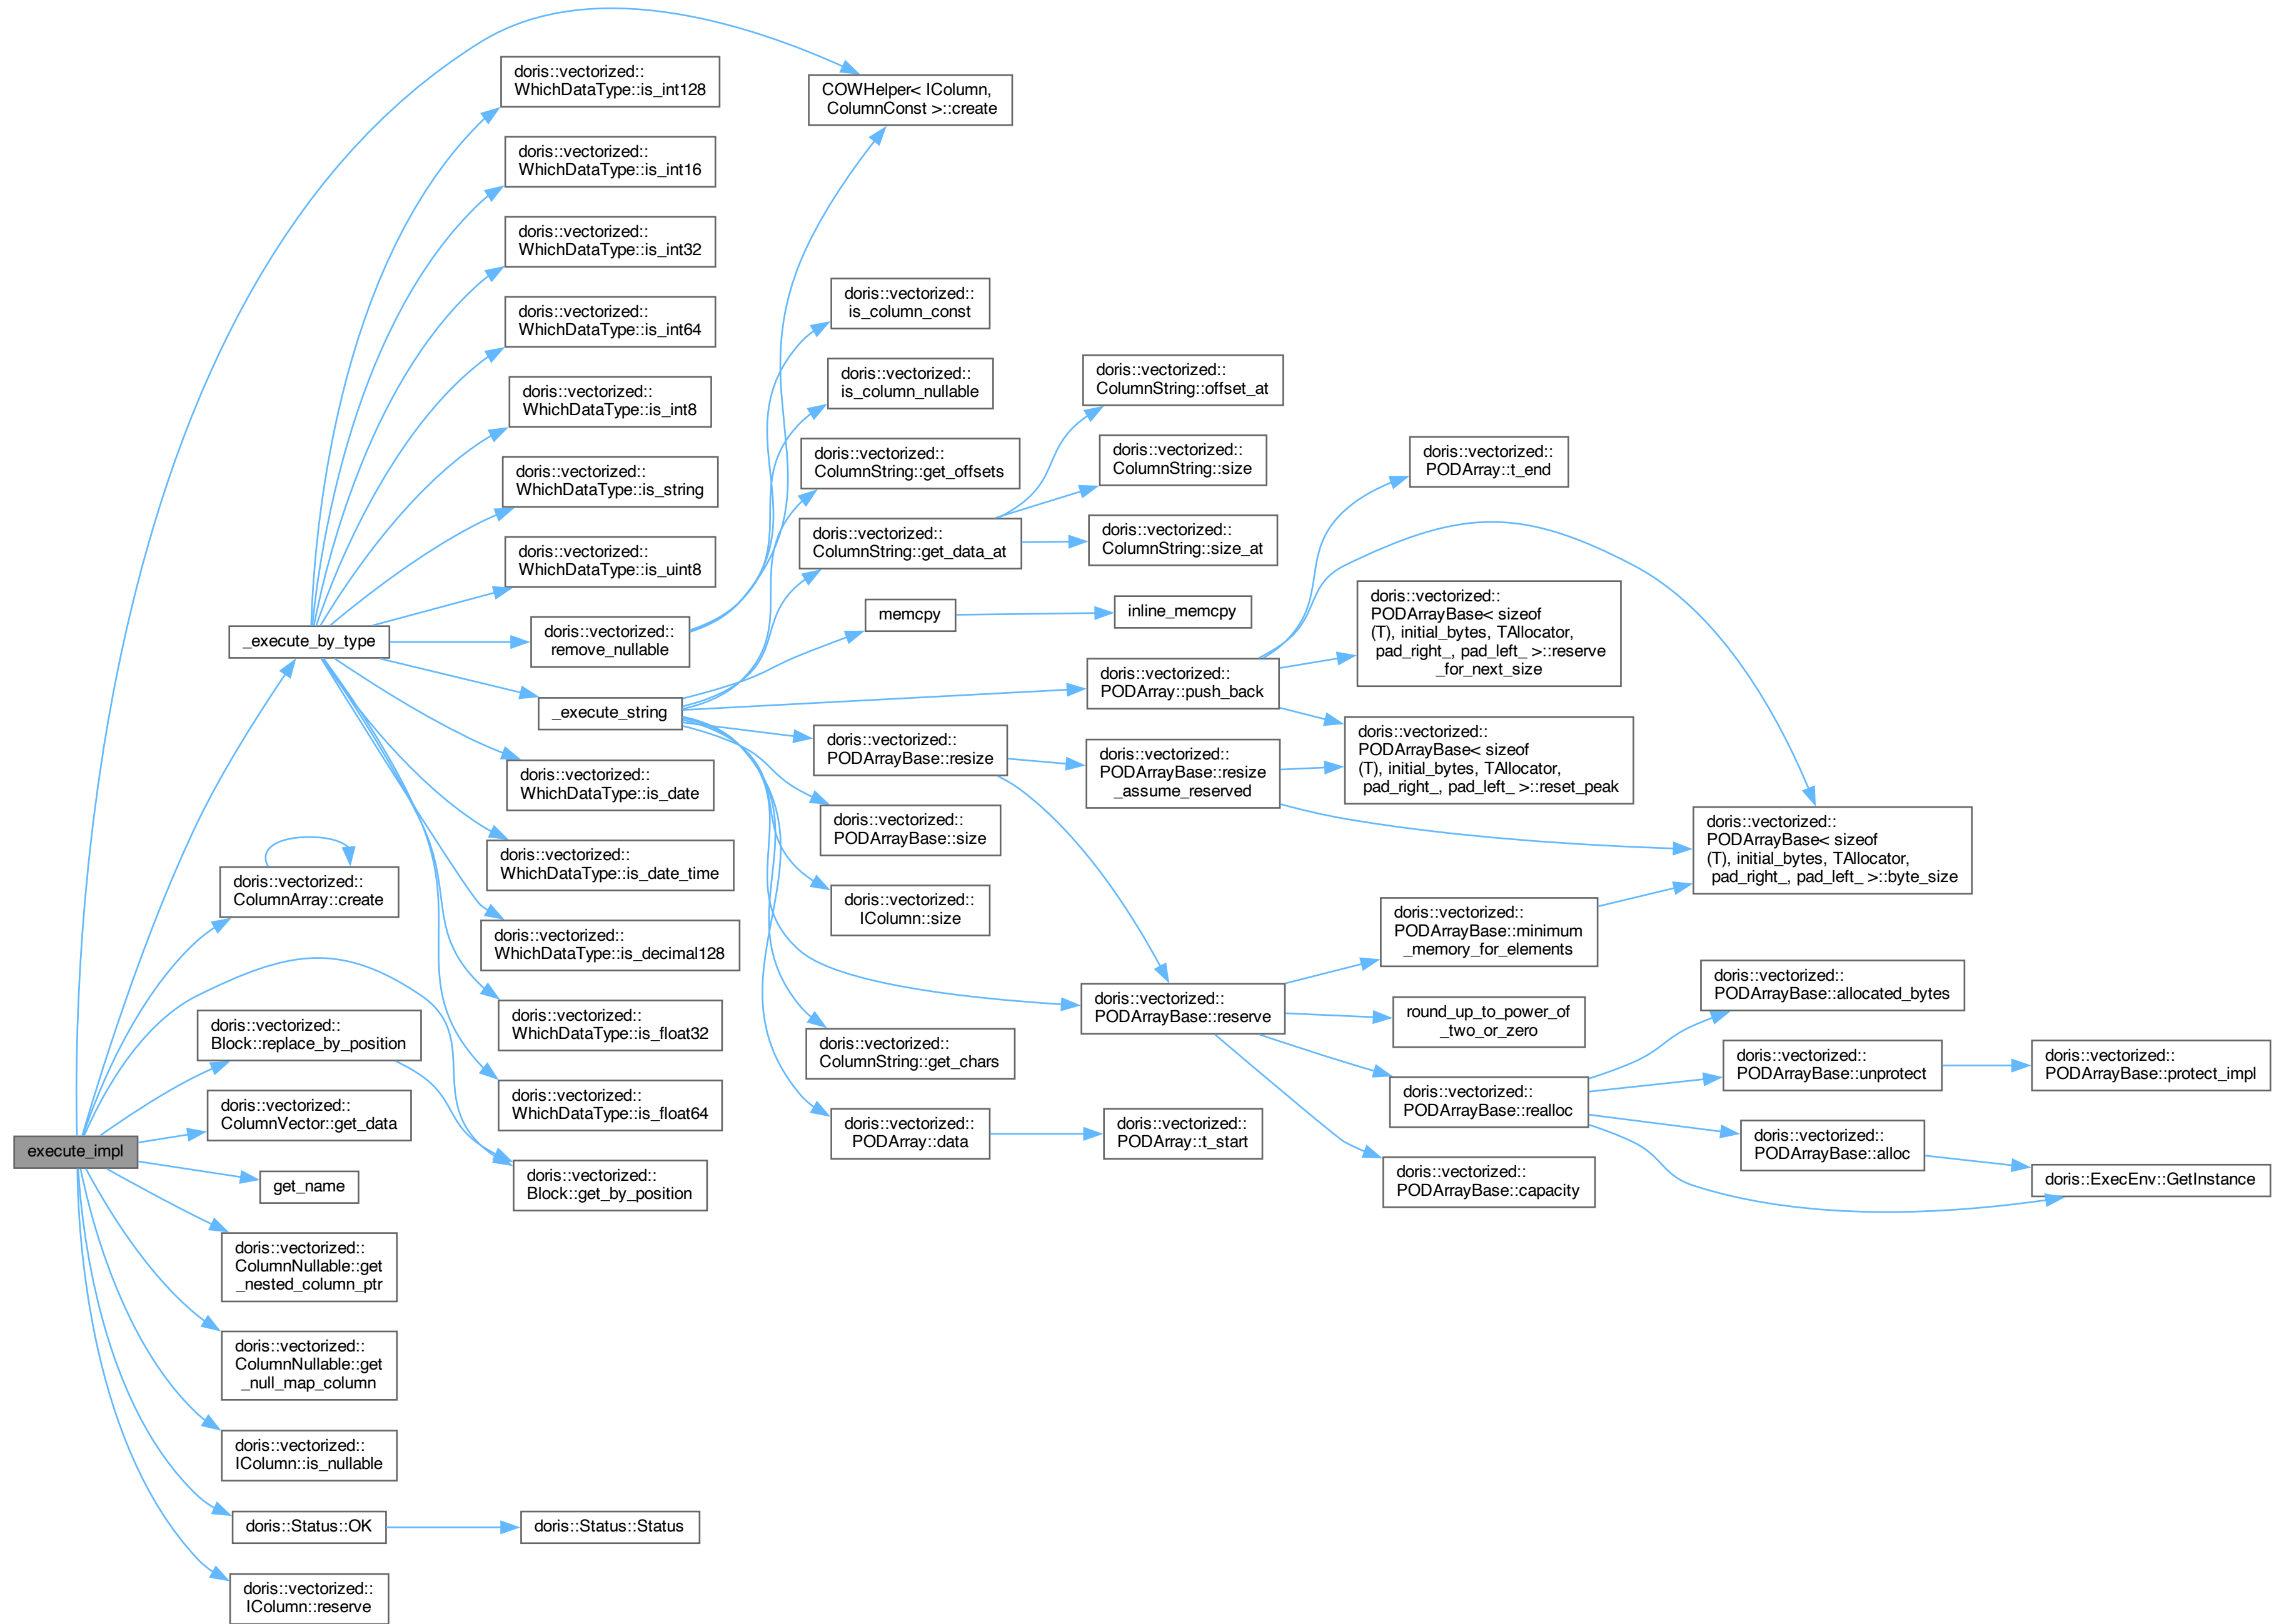 execute_impl
_execute_by_type
doris::vectorized::
ColumnArray::create
doris::vectorized::
Block::replace_by_position
doris::vectorized::
ColumnVector::get_data
get_name
doris::vectorized::
ColumnNullable::get
_nested_column_ptr
doris::vectorized::
ColumnNullable::get
_null_map_column
doris::vectorized::
IColumn::is_nullable
doris::Status::OK
doris::vectorized::
IColumn::reserve
doris::vectorized::
WhichDataType::is_int128
doris::vectorized::
WhichDataType::is_int16
doris::vectorized::
WhichDataType::is_int32
doris::vectorized::
WhichDataType::is_int64
doris::vectorized::
WhichDataType::is_int8
doris::vectorized::
WhichDataType::is_string
doris::vectorized::
WhichDataType::is_uint8
doris::vectorized::
remove_nullable
_execute_string
doris::vectorized::
WhichDataType::is_date
doris::vectorized::
WhichDataType::is_date_time
doris::vectorized::
WhichDataType::is_decimal128
doris::vectorized::
WhichDataType::is_float32
doris::vectorized::
WhichDataType::is_float64
doris::vectorized::
Block::get_by_position
doris::Status::Status
COWHelper< IColumn,
ColumnConst >::create
doris::vectorized::
is_column_const
doris::vectorized::
is_column_nullable
doris::vectorized::
ColumnString::get_offsets
doris::vectorized::
ColumnString::get_data_at
memcpy
doris::vectorized::
PODArrayBase::resize
doris::vectorized::
PODArrayBase::size
doris::vectorized::
IColumn::size
doris::vectorized::
ColumnString::get_chars
doris::vectorized::
PODArray::data
doris::vectorized::
ColumnString::offset_at
doris::vectorized::
ColumnString::size
doris::vectorized::
ColumnString::size_at
inline_memcpy
doris::vectorized::
PODArray::push_back
doris::vectorized::
PODArrayBase::resize
_assume_reserved
doris::vectorized::
PODArrayBase::reserve
doris::vectorized::
PODArray::t_start
doris::vectorized::
PODArray::t_end
doris::vectorized::
PODArrayBase< sizeof
(T), initial_bytes, TAllocator,
pad_right_, pad_left_ >::reserve
_for_next_size
doris::vectorized::
PODArrayBase< sizeof
(T), initial_bytes, TAllocator,
pad_right_, pad_left_ >::reset_peak
doris::vectorized::
PODArrayBase::minimum
_memory_for_elements
round_up_to_power_of
_two_or_zero
doris::vectorized::
PODArrayBase::realloc
doris::vectorized::
PODArrayBase::capacity
doris::vectorized::
PODArrayBase< sizeof
(T), initial_bytes, TAllocator,
pad_right_, pad_left_ >::byte_size
doris::vectorized::
PODArrayBase::allocated_bytes
doris::vectorized::
PODArrayBase::unprotect
doris::vectorized::
PODArrayBase::alloc
doris::vectorized::
PODArrayBase::protect_impl
doris::ExecEnv::GetInstance